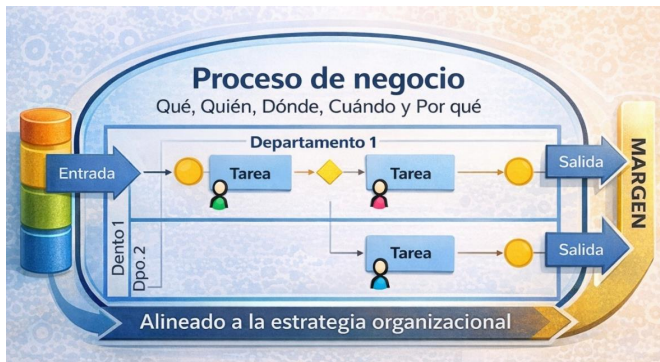 Proceso de negocio
Qué, Quién, Dónde, Cuándo y Por qué
Departamento 1
Entrada
Tarea
Tarea
Salida
MARGEN
Dento 1
Dpo. 2
Tarea
Salida
Alineado a la estrategia organizacional